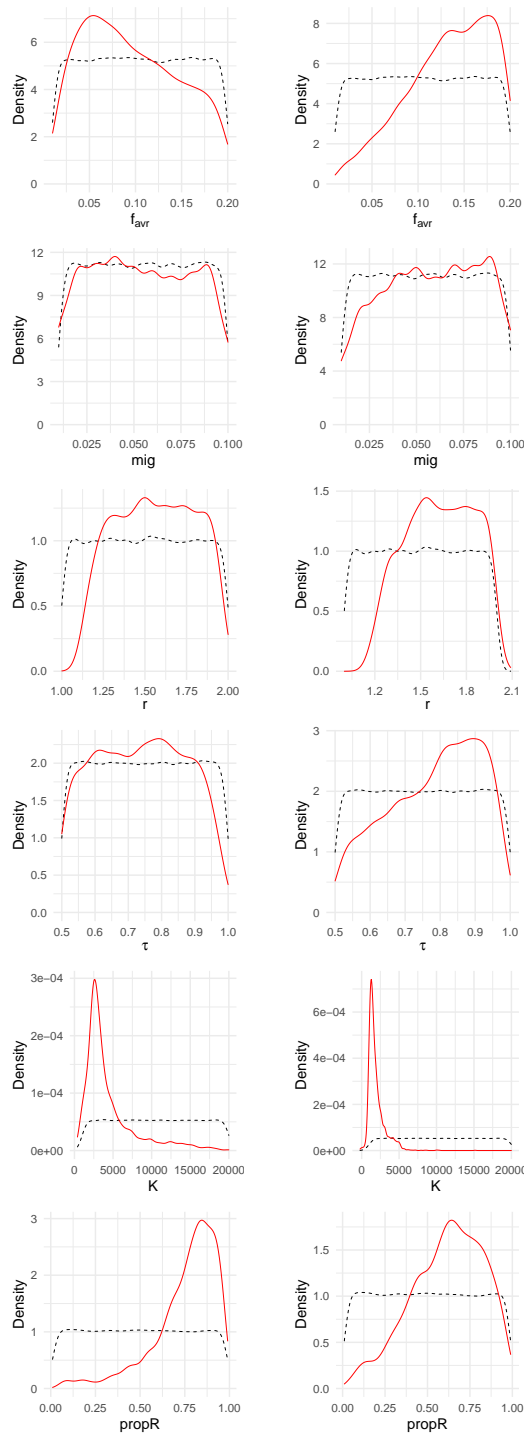 Density
6
4
2
0
0.05 0.10 0.15 0.20
f_avr
Density
8
6
4
2
0
0.05 0.10 0.15 0.20
f_avr
Density
12
9
6
3
0
0.025 0.050 0.075 0.100
mig
Density
12
8
4
0
0.025 0.050 0.075 0.100
mig
Density
1.0
0.5
0.0
1.00 1.25 1.50 1.75 2.00
r
Density
1.5
1.0
0.5
0.0
1.2 1.5 1.8 2.1
r
Density
2.0
1.5
1.0
0.5
0.0
0.5 0.6 0.7 0.8 0.9 1.0
τ
Density
3
2
1
0
0.5 0.6 0.7 0.8 0.9 1.0
τ
Density
3e−04
2e−04
1e−04
0e+00
0 5000 10000 15000 20000
K
Density
6e−04
4e−04
2e−04
0e+00
0 5000 10000 15000 20000
K
Density
3
2
1
0
0.00 0.25 0.50 0.75 1.00
propR
Density
1.5
1.0
0.5
0.0
0.00 0.25 0.50 0.75 1.00
propR